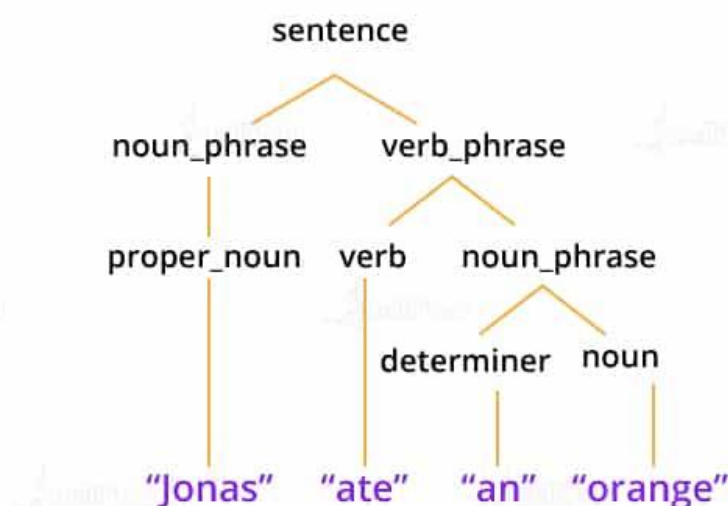 sentence
noun_phrase verb_phrase
proper_noun verb noun_phrase
determiner noun
“Jonas” “ate” “an” “orange”